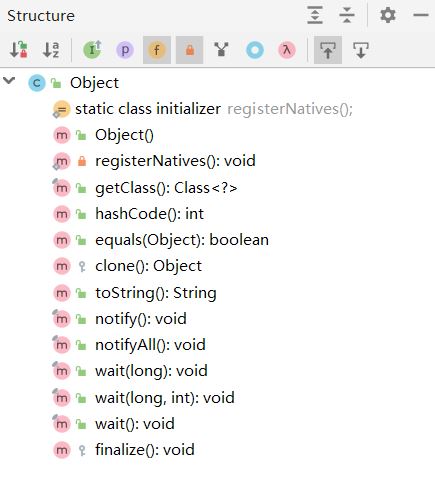 Structure
Object
static class initializer registerNatives();
Object()
registerNatives(): void
getClass(): Class<?>
hashCode(): int
equals(Object): boolean
clone(): Object
toString(): String
notify(): void
notifyAll(): void
wait(long): void
wait(long, int): void
wait(): void
finalize(): void